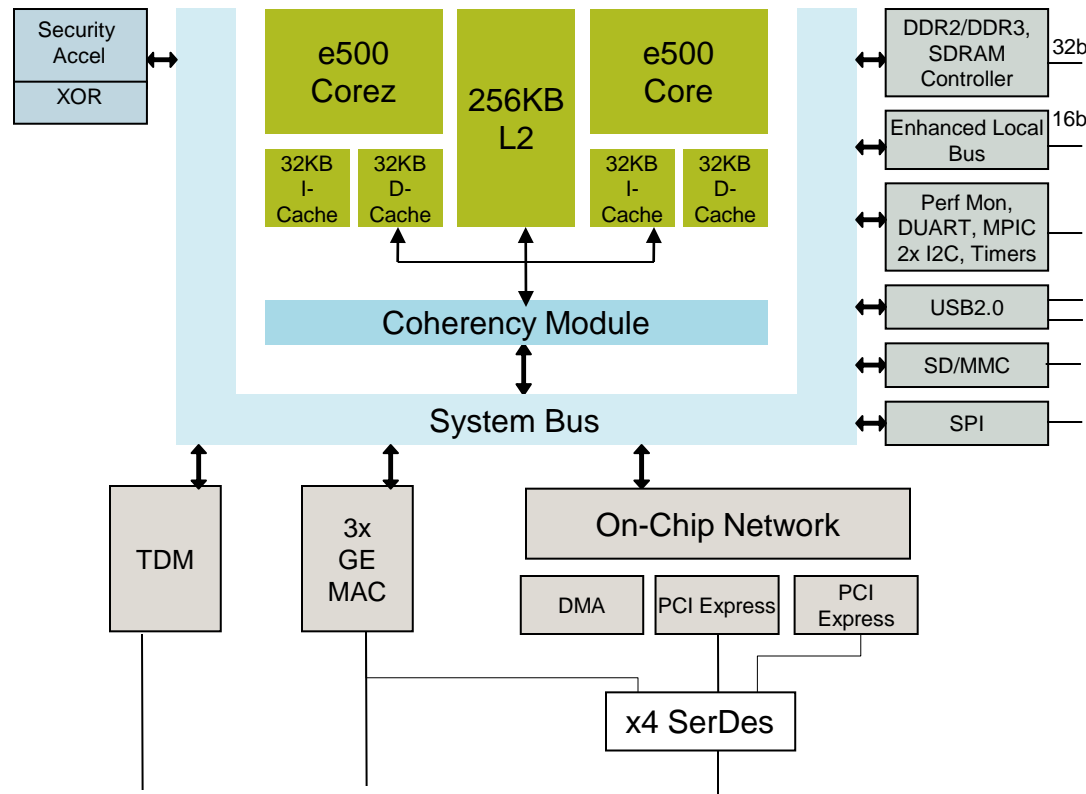 Security
Accel
XOR
e500
Corez
256KB
L2
e500
Core
32KB
I-
Cache
32KB
D-
Cache
32KB
I-
Cache
32KB
D-
Cache
Coherency Module
System Bus
DDR2/DDR3,
SDRAM
Controller
32b
Enhanced Local
Bus
16b
Perf Mon,
DUART, MPIC
2x I2C, Timers
USB2.0
SD/MMC
SPI
TDM
3x
GE
MAC
On-Chip Network
DMA
PCI Express
PCI
Express
x4 SerDes